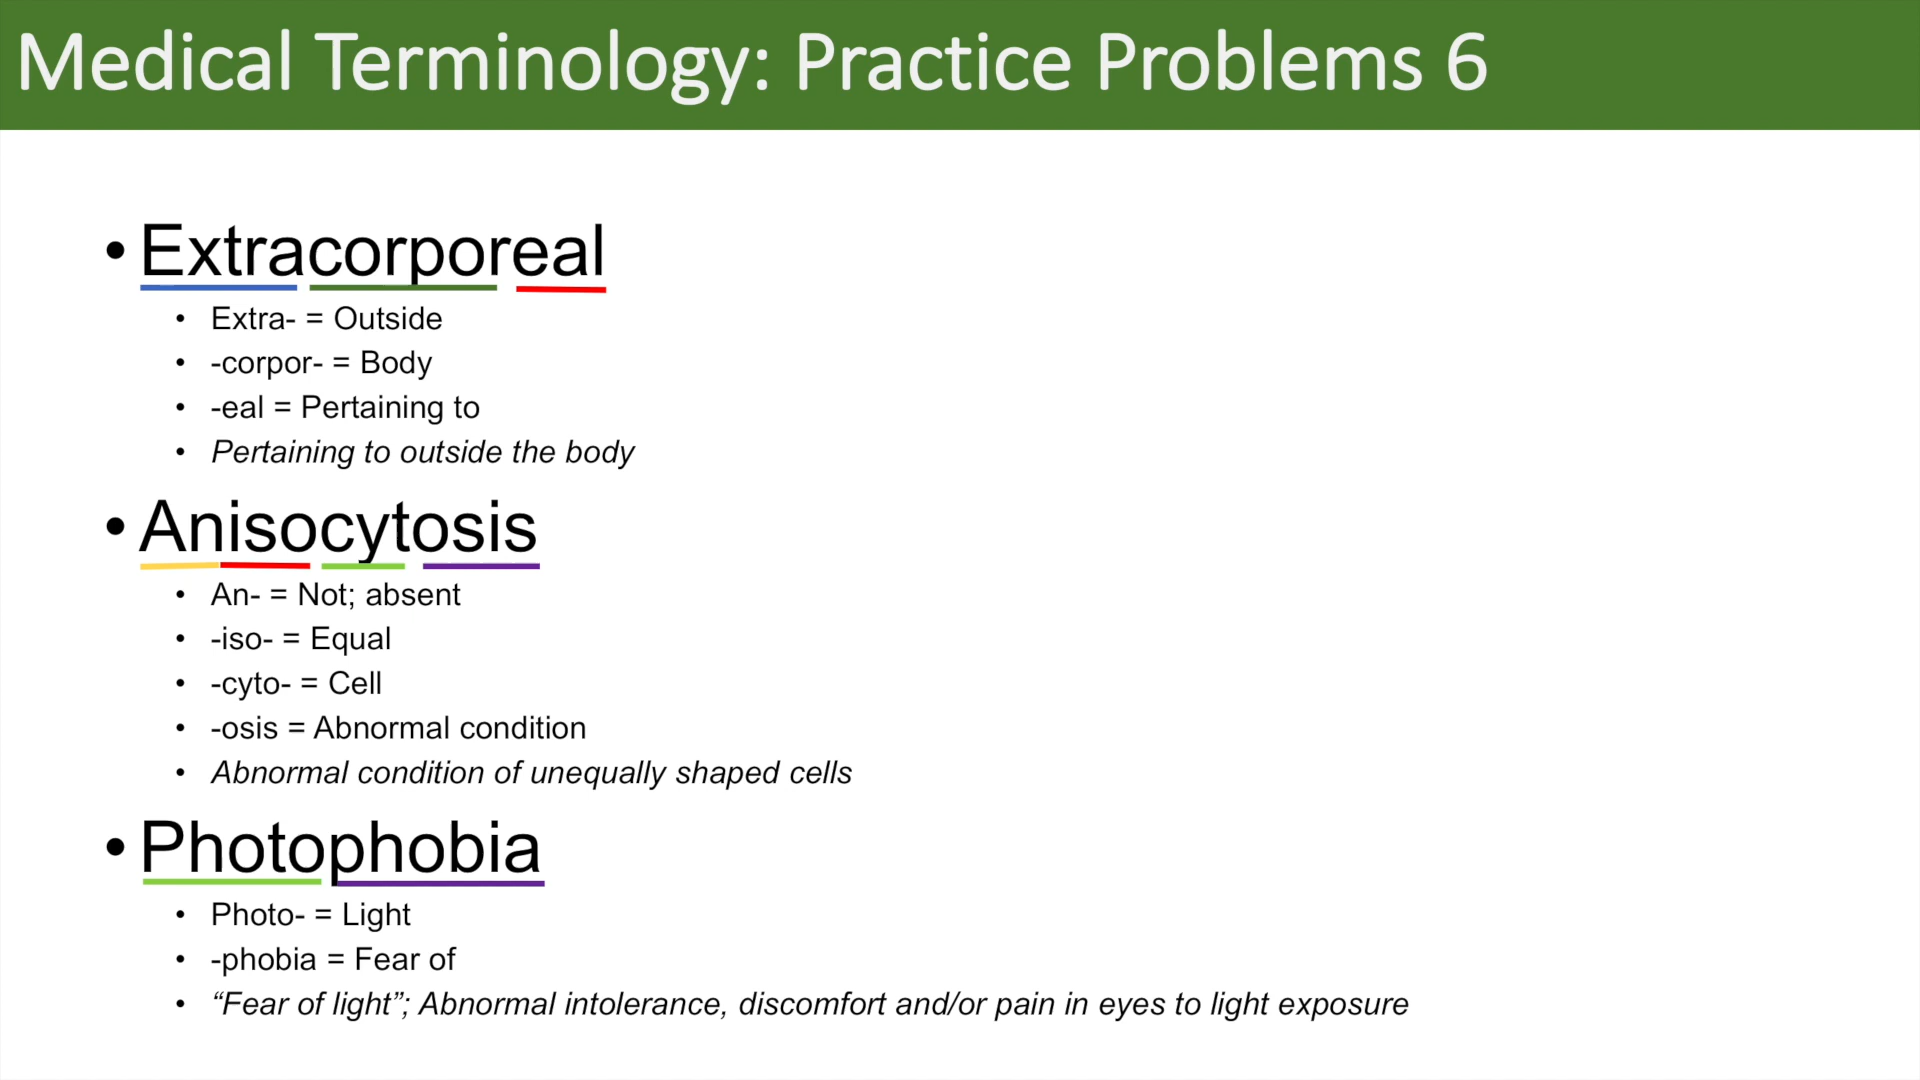 Medical Terminology: Practice Problems 6
• Extracorporeal
• Extra- = Outside
• -corpor- = Body
• -eal = Pertaining to
• Pertaining to outside the body
• Anisocytosis
• An- = Not; absent
• -iso- = Equal
• -cyto- = Cell
• -osis = Abnormal condition
• Abnormal condition of unequally shaped cells
• Photophobia
• Photo- = Light
• -phobia = Fear of
• “Fear of light”; Abnormal intolerance, discomfort and/or pain in eyes to light exposure